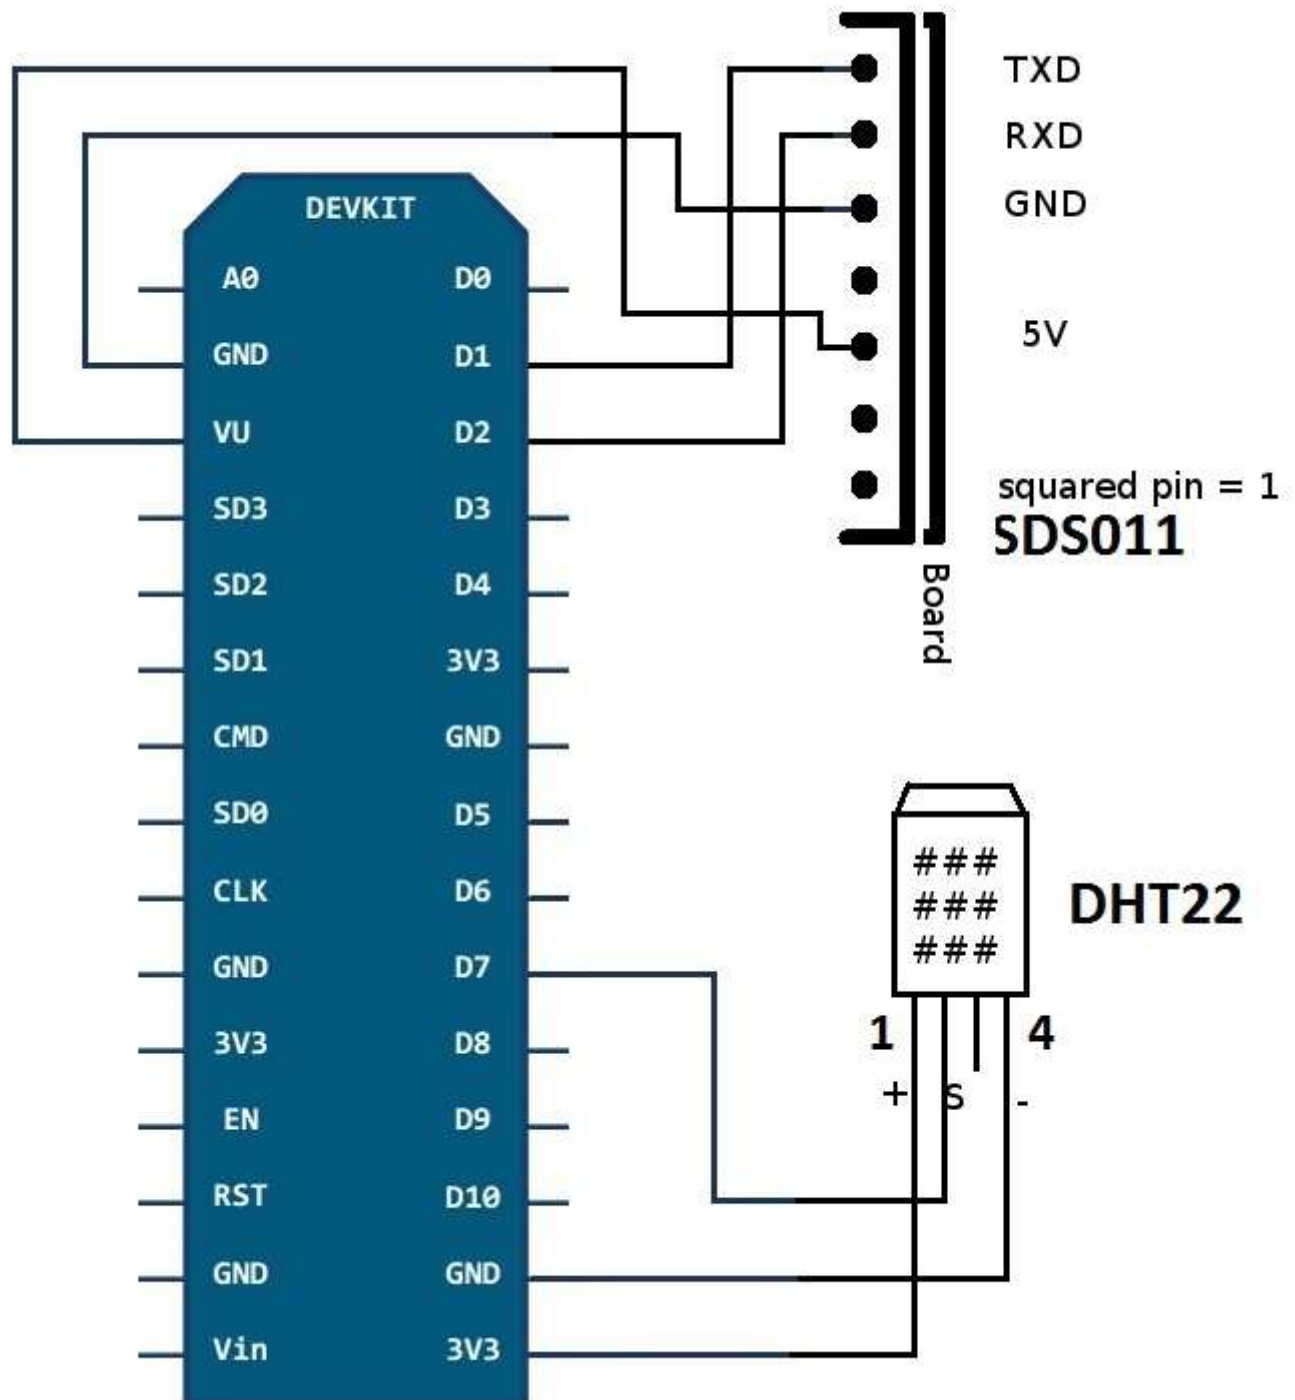 TXD
RXD
GND
5V
squared pin = 1
SDS011
Board
DEVKIT
A0 D0
GND D1
VU D2
SD3 D3
SD2 D4
SD1 3V3
CMD GND
SD0 D5
CLK D6
GND D7
3V3 D8
EN D9
RST D10
GND GND
Vin 3V3
###
###
###
DHT22
1 4
+ S -